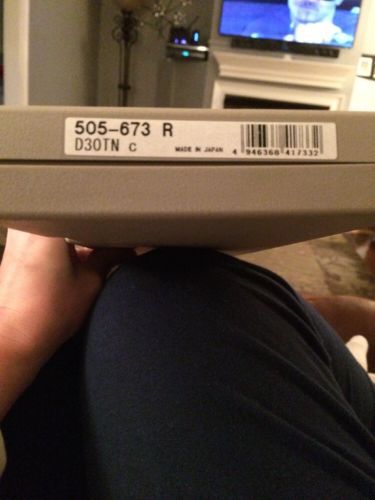 505-673 R
D30TN C
MADE IN JAPAN
4 946368 417332